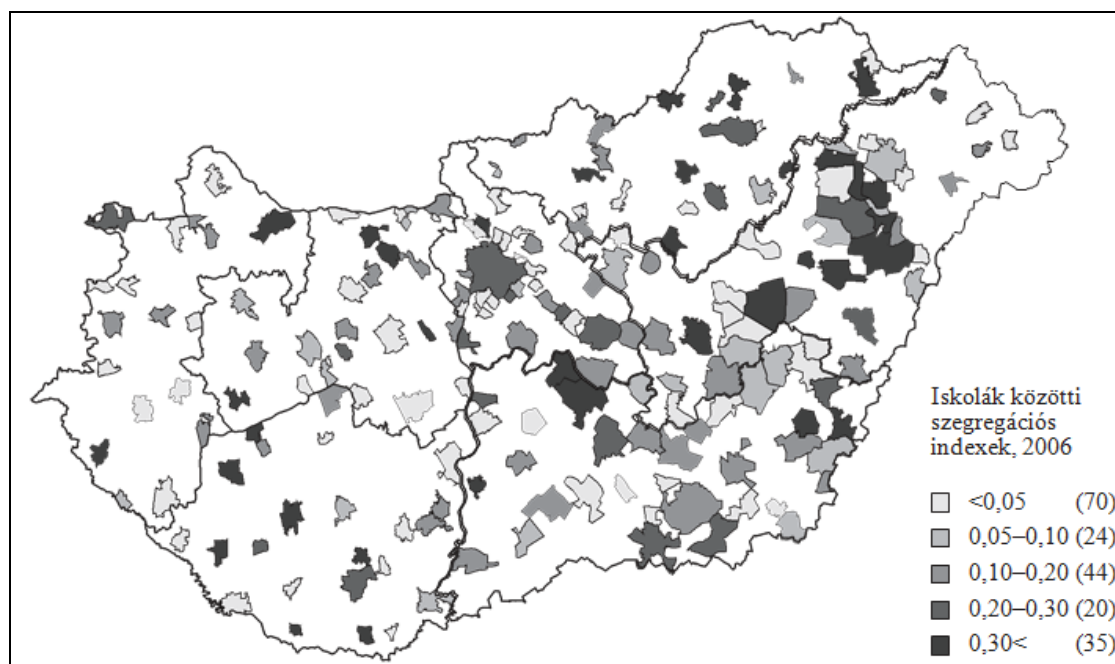 Iskolák közötti
szegregációs
indexek, 2006
<0,05 (70)
0,05–0,10 (24)
0,10–0,20 (44)
0,20–0,30 (20)
0,30< (35)